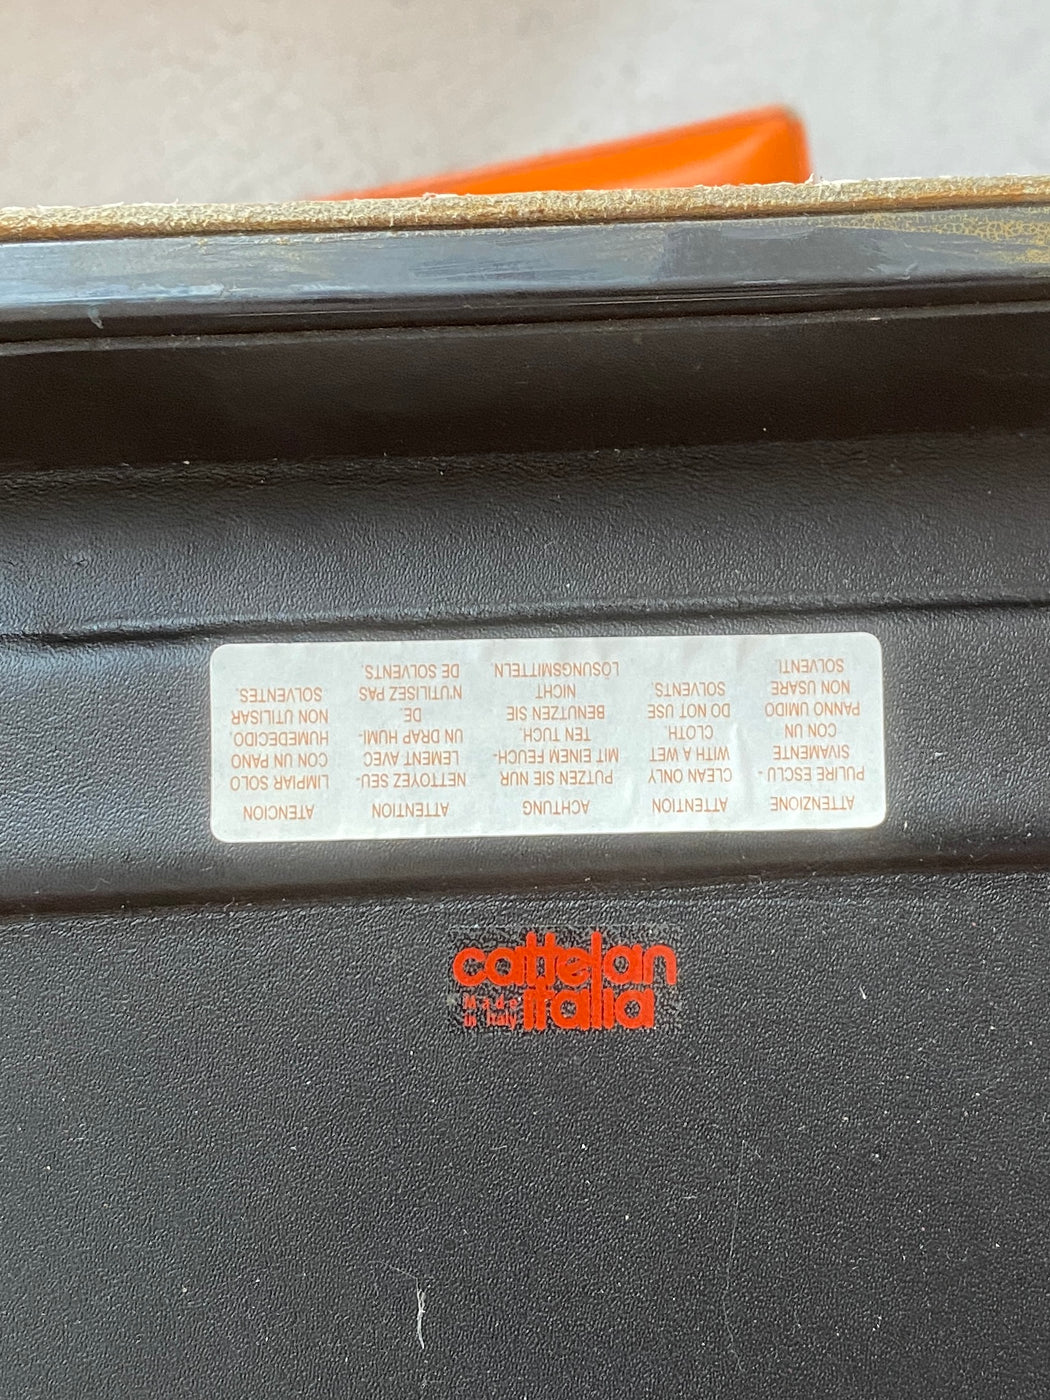 ATTENZIONE
PULIRE ESCLU-
SIVAMENTE
CON UN
PANNO UMIDO
NON USARE
SOLVENTI.
ATTENTION
CLEAN ONLY
WITH A WET
CLOTH.
DO NOT USE
SOLVENTS.
ACHTUNG
PUTZEN SIE NUR
MIT EINEM FEUCH-
TEN TUCH.
BENUTZEN SIE
NICHT
LÖSUNGSMITTELN.
ATTENTION
NETTOYEZ SEU-
LEMENT AVEC
UN DRAP HUMI-
DE.
N'UTILISEZ PAS
DE SOLVENTS.
ATENCION
LIMPIAR SOLO
CON UN PANO
HUMEDECIDO.
NON UTILISAR
SOLVENTES.
cattelan
italia
Made
in Italy